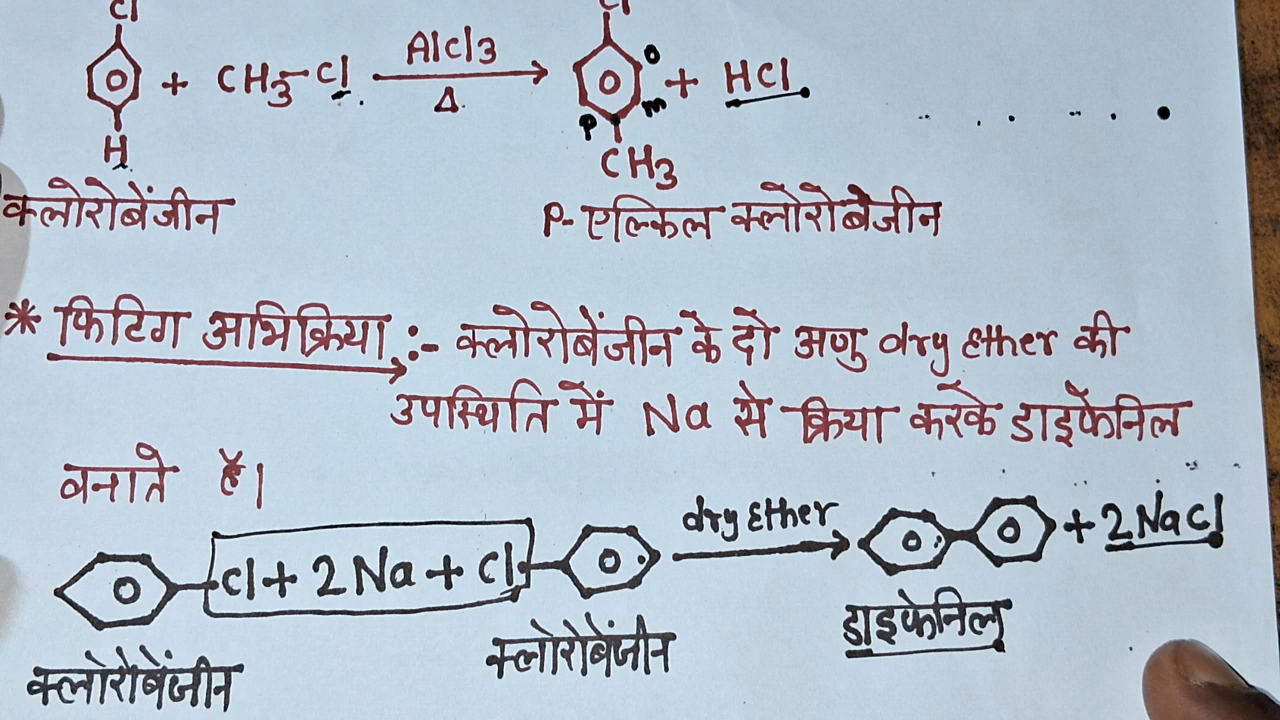 Cl Cl
+ CH3-Cl AlCl3 Δ + HCl
o
m
p
H CH3
क्लोरोबेंजीन P- एल्किल क्लोरोबेंजीन
* फिटिग अभिक्रिया :- क्लोरोबेंजीन के दो अणु dry Ether की
उपस्थिति में Na से क्रिया करके डाइफेनिल
बनाते है।
dry Ether
Cl + 2Na + Cl + 2NaCl
डाइफेनिल
क्लोरोबेंजीन क्लोरोबेंजीन